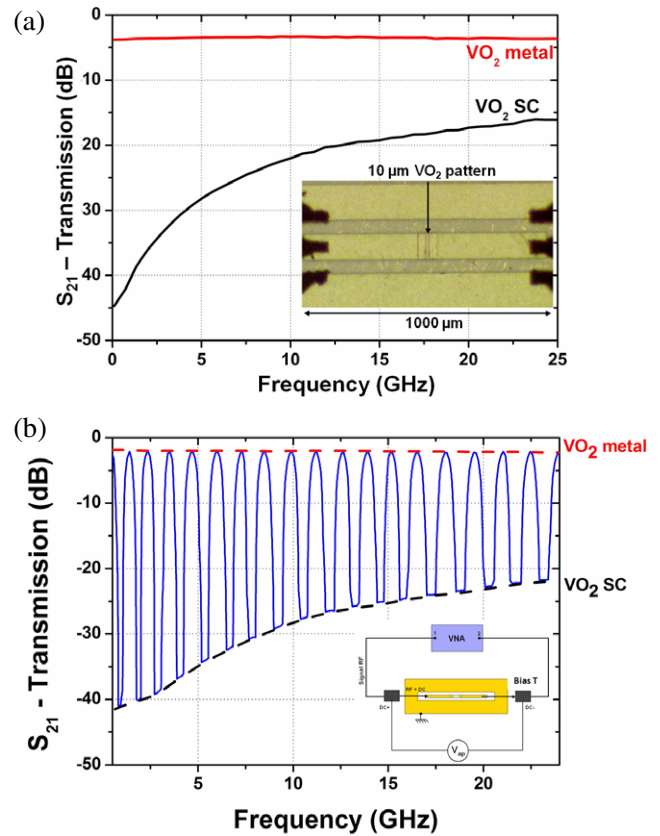 (a)
0
5
10
20
30
40
-50
S21 – Transmission (dB)
VO2 metal
VO2 SC
10 µm VO2 pattern
1000 µm
0
5
10
15
20
25
Frequency (GHz)
(b)
0
-10
-20
-30
-40
-50
S21 - Transmission (dB)
VO2 metal
VO2 SC
VNA
Signal RF
RF + DC
Bias T
DC+
DC-
Vap
5
10
15
20
Frequency (GHz)